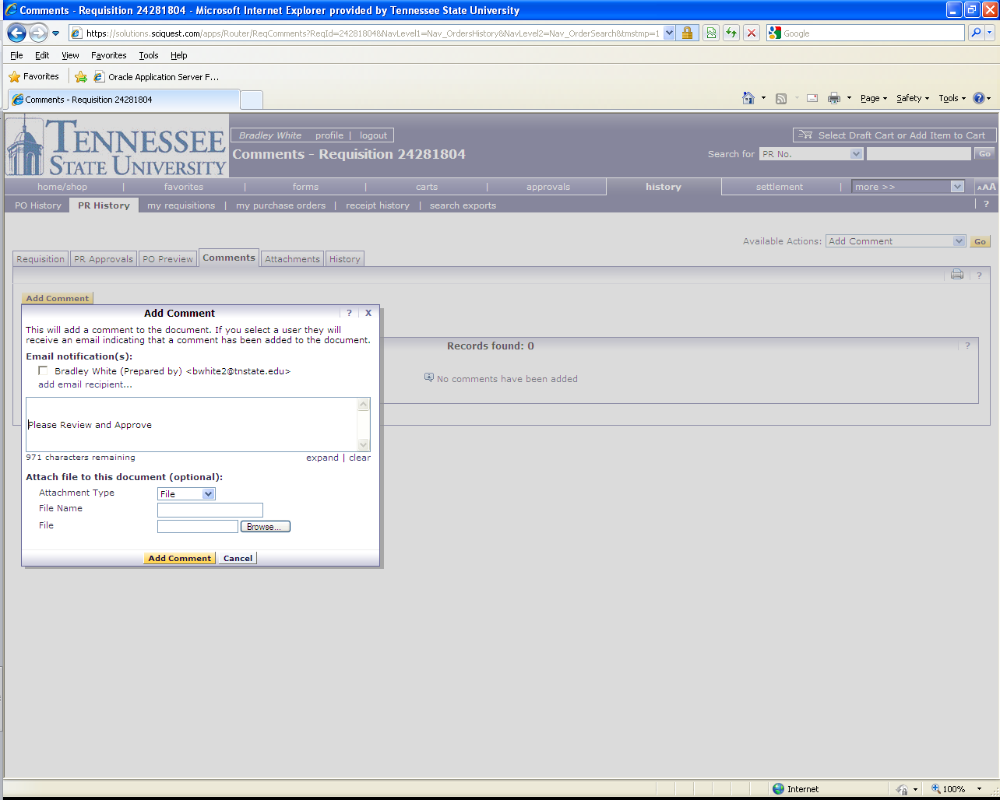 Comments - Requisition 24281804 - Microsoft Internet Explorer provided by Tennessee State University
https://solutions.sciquest.com/apps/Router/ReqComments?ReqId=24281804&NavLevel1=Nav_OrdersHistory&NavLevel2=Nav_OrderSearch&tmstmp=1
Google
File Edit View Favorites Tools Help
Favorites Oracle Application Server F...
Comments - Requisition 24281804
Page Safety Tools
TENNESSEE
STATE UNIVERSITY
Bradley White profile | logout
Select Draft Cart or Add Item to Cart
Comments - Requisition 24281804
Search for PR No. Go
home/shop | favorites | forms | carts | approvals history settlement | more >> AAA
PO History PR History my requisitions | my purchase orders | receipt history | search exports | ?
Available Actions: Add Comment Go
Requisition PR Approvals PO Preview Comments Attachments History
?
Add Comment
Add Comment ? X
This will add a comment to the document. If you select a user they will
receive an email indicating that a comment has been added to the document.
Records found: 0 ?
Email notification(s):
Bradley White (Prepared by) <bwhite2@tnstate.edu>
add email recipient...
No comments have been added
Please Review and Approve
971 characters remaining expand | clear
Attach file to this document (optional):
Attachment Type File
File Name
File Browse...
Add Comment Cancel
Internet 100%